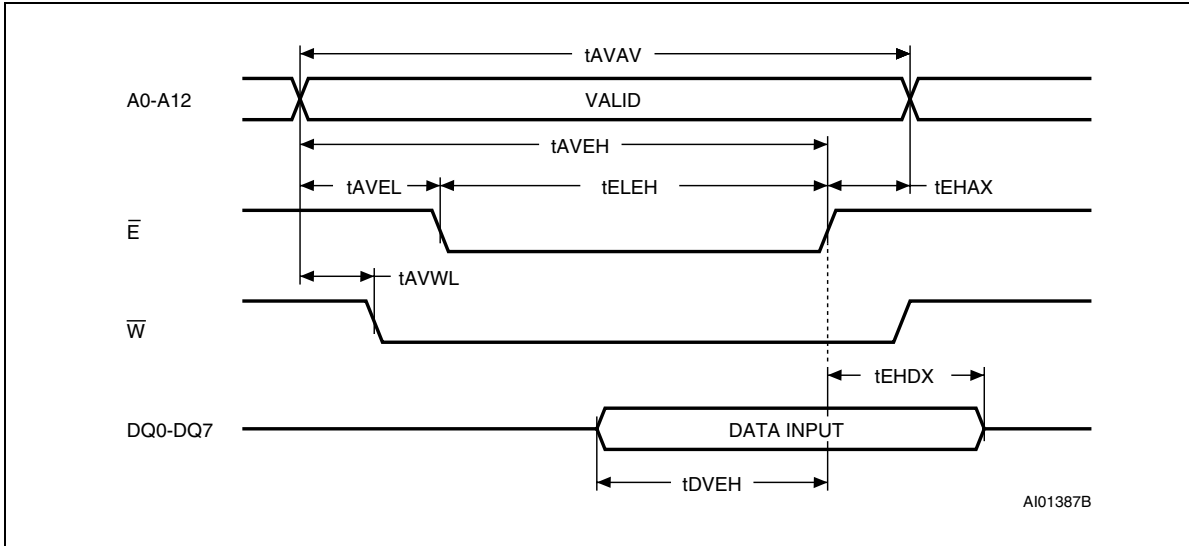 tAVAV
A0-A12 VALID
tAVEH
tAVEL tELEH tEHAX
E̅
tAVWL
W̅
tEHDX
DQ0-DQ7 DATA INPUT
tDVEH
AI01387B